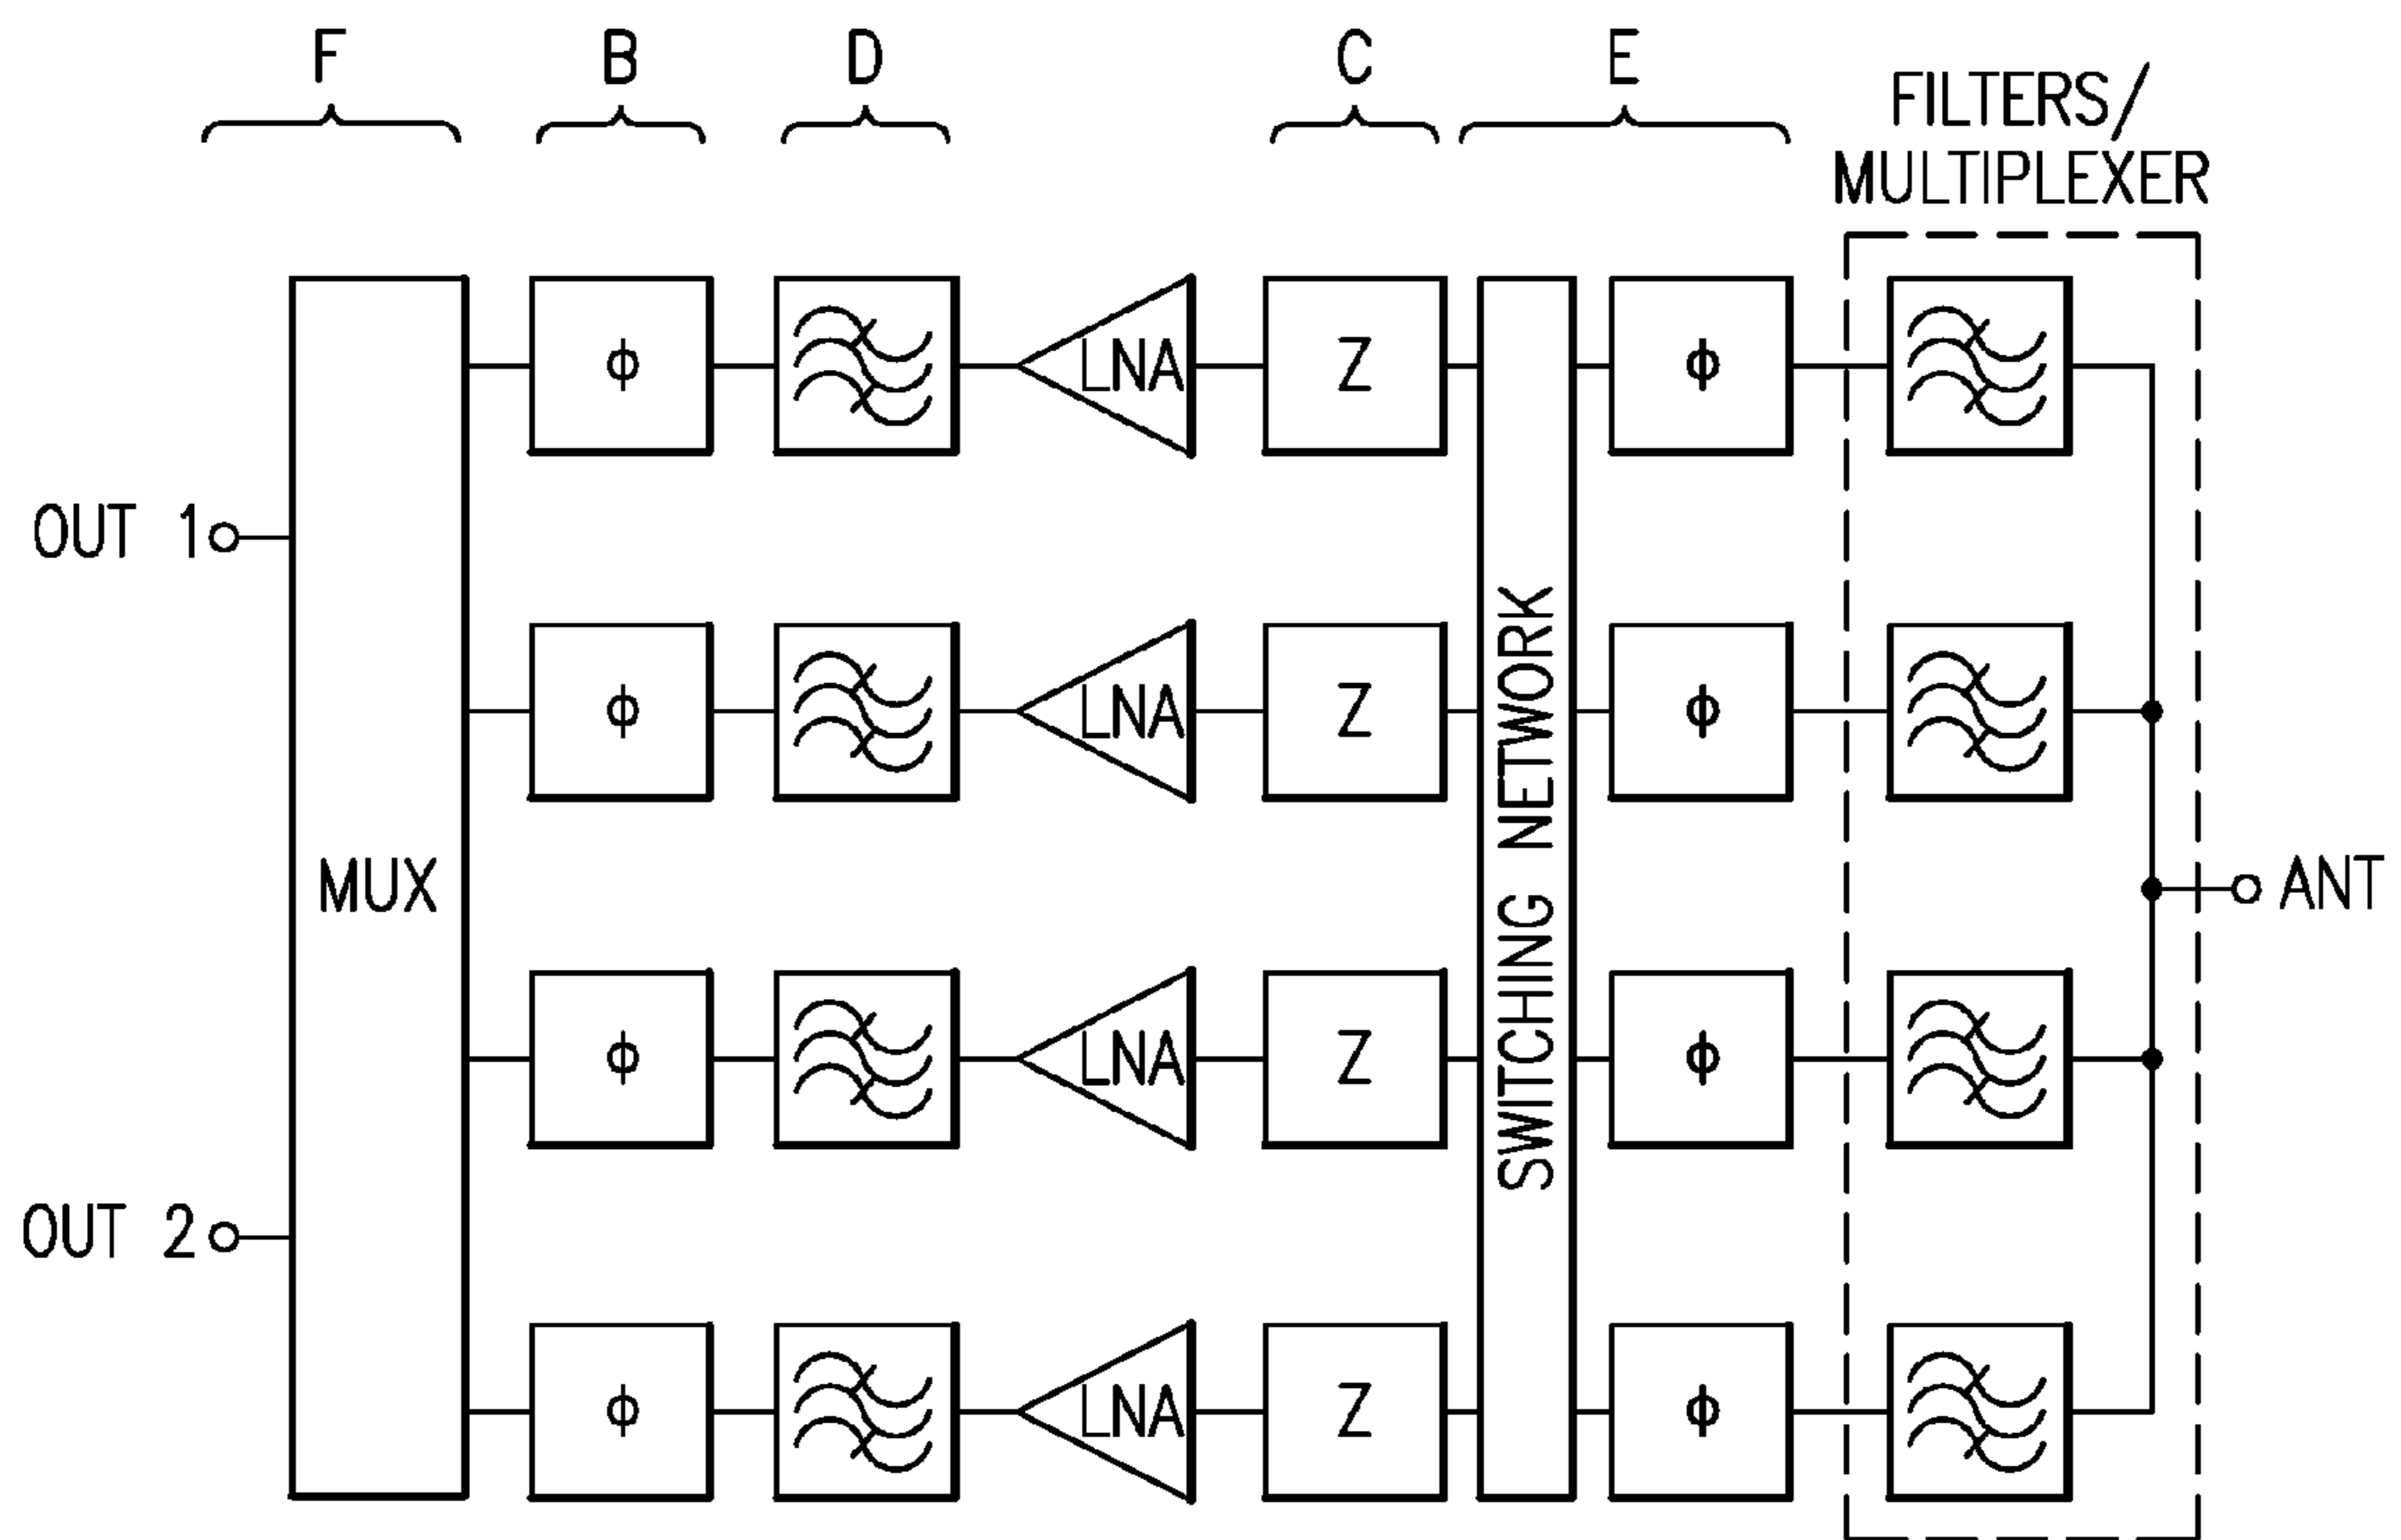 F B D C E
FILTERS/
MULTIPLEXER
ϕ LNA Z ϕ
OUT 1
ϕ LNA Z ϕ
MUX
SWITCHING NETWORK
ANT
ϕ LNA Z ϕ
OUT 2
ϕ LNA Z ϕ